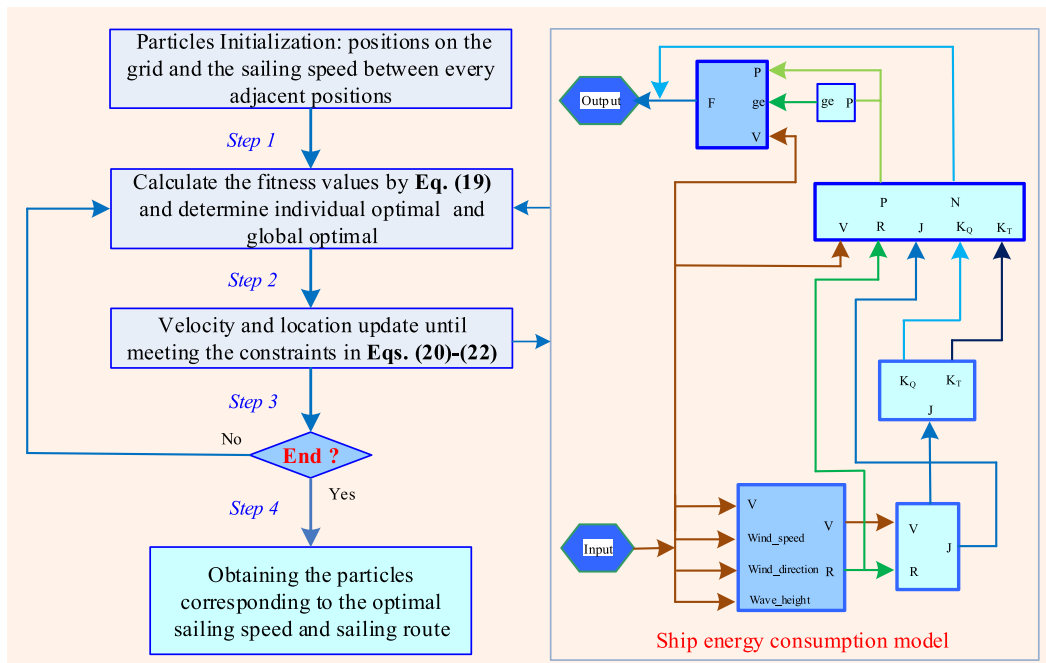 Particles Initialization: positions on the
grid and the sailing speed between every
adjacent positions
Step 1
Calculate the fitness values by Eq. (19)
and determine individual optimal and
global optimal
Step 2
Velocity and location update until
meeting the constraints in Eqs. (20)-(22)
Step 3
No
End ?
Yes
Step 4
Obtaining the particles
corresponding to the optimal
sailing speed and sailing route
Output
F
P
ge
V
ge P
P N
V R J KQ KT
KQ KT
J
Input
V
Wind_speed
Wind_direction
Wave_height
V
R
V
R
J
Ship energy consumption model